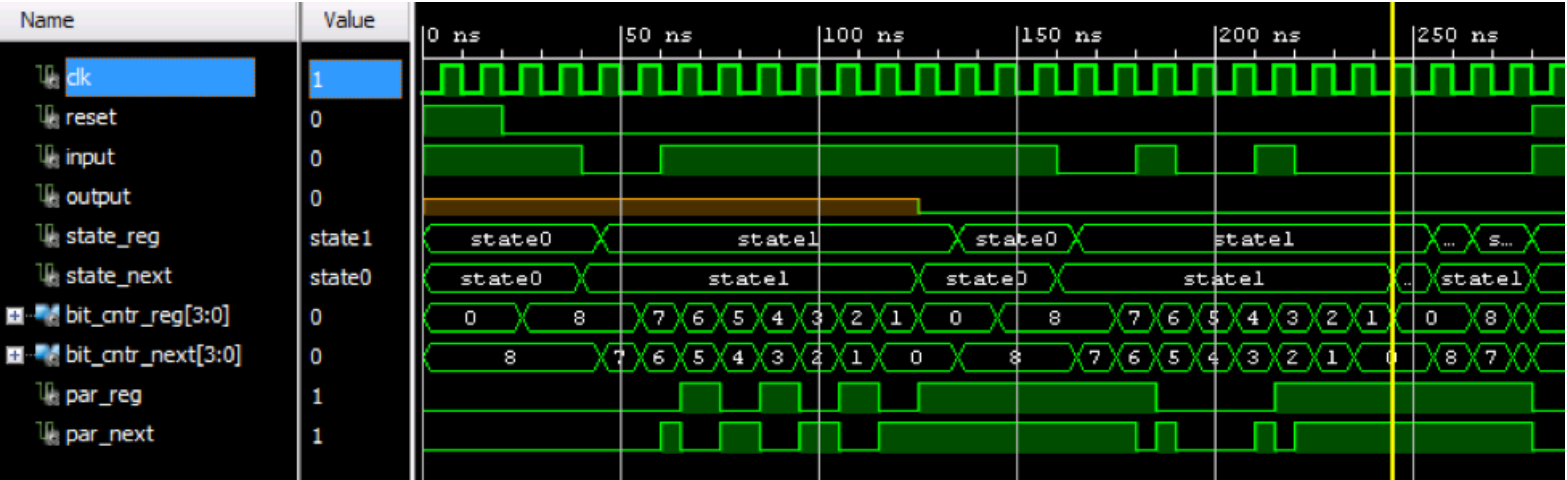 Name Value
0 ns 50 ns 100 ns 150 ns 200 ns 250 ns
clk 1
reset 0
input 0
output 0
state_reg state1 state0 state1 state0 state1 ... s...
state_next state0 state0 state1 state0 state1 .. state1
bit_cntr_reg[3:0] 0 0 8 7 6 5 4 3 2 1 0 8 7 6 5 4 3 2 1 0 8
bit_cntr_next[3:0] 0 8 7 6 5 4 3 2 1 0 8 7 6 5 4 3 2 1 0 8 7
par_reg 1
par_next 1